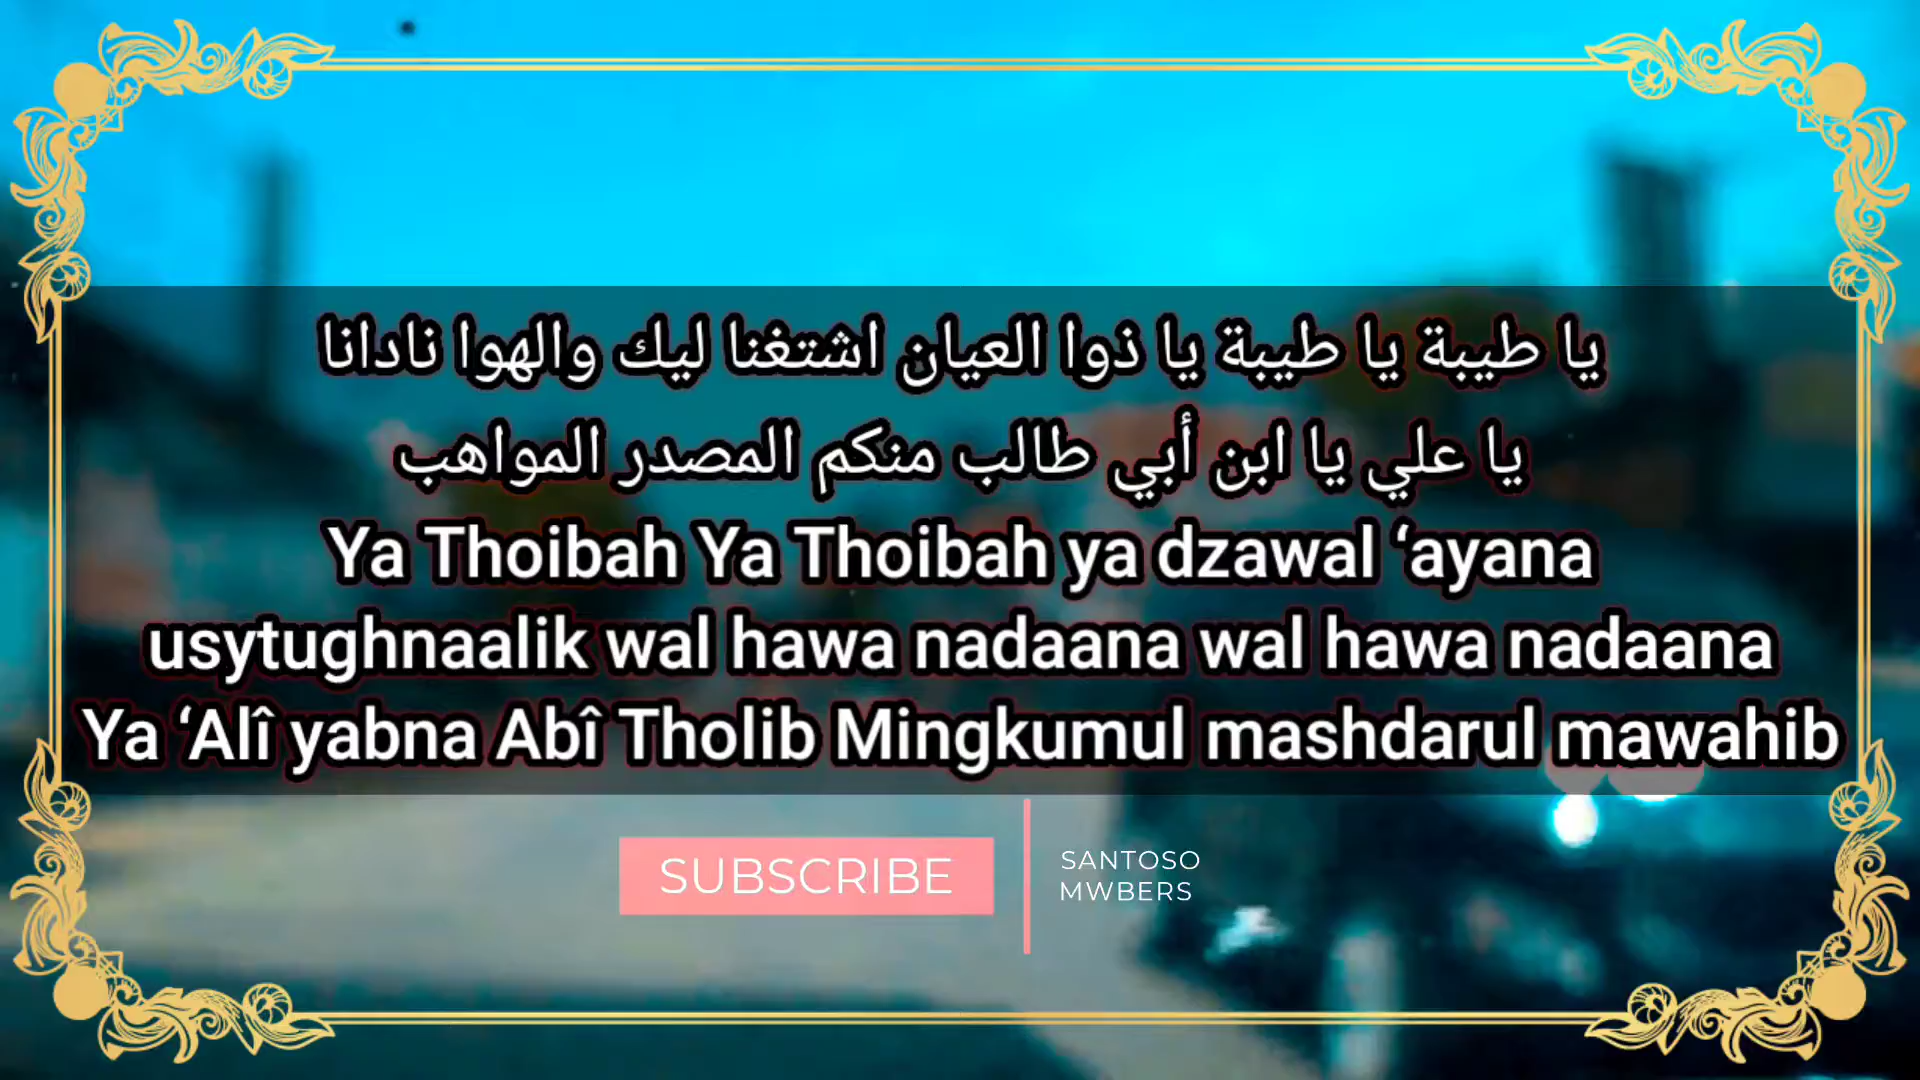 يا طيبة يا طيبة يا ذوا العيان اشتغنا ليك والهوا نادانا
يا علي يا ابن أبي طالب منكم المصدر المواهب
Ya Thoibah Ya Thoibah ya dzawal ‘ayana
usytughnaalik wal hawa nadaana wal hawa nadaana
Ya ‘Alî yabna Abî Tholib Mingkumul mashdarul mawahib
SUBSCRIBE
SANTOSO
MWBERS